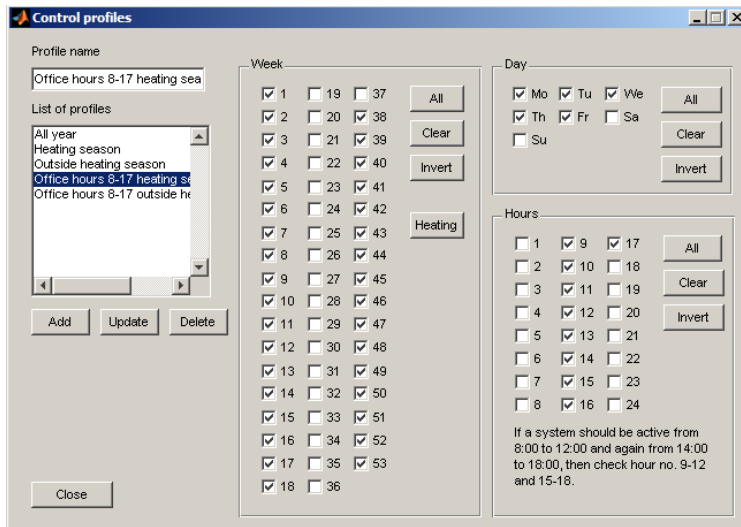 Control profiles
Profile name
Office hours 8-17 heating sea
List of profiles
All year
Heating season
Outside heating season
Office hours 8-17 heating se
Office hours 8-17 outside he
Add Update Delete
Close
Week
1 19 37
2 20 38
3 21 39
4 22 40
5 23 41
6 24 42
7 25 43
8 26 44
9 27 45
10 28 46
11 29 47
12 30 48
13 31 49
14 32 50
15 33 51
16 34 52
17 35 53
18 36
All
Clear
Invert
Heating
Day
Mo Tu We
Th Fr Sa
Su
All
Clear
Invert
Hours
1 9 17
2 10 18
3 11 19
4 12 20
5 13 21
6 14 22
7 15 23
8 16 24
All
Clear
Invert
If a system should be active from
8:00 to 12:00 and again from 14:00
to 18:00, then check hour no. 9-12
and 15-18.